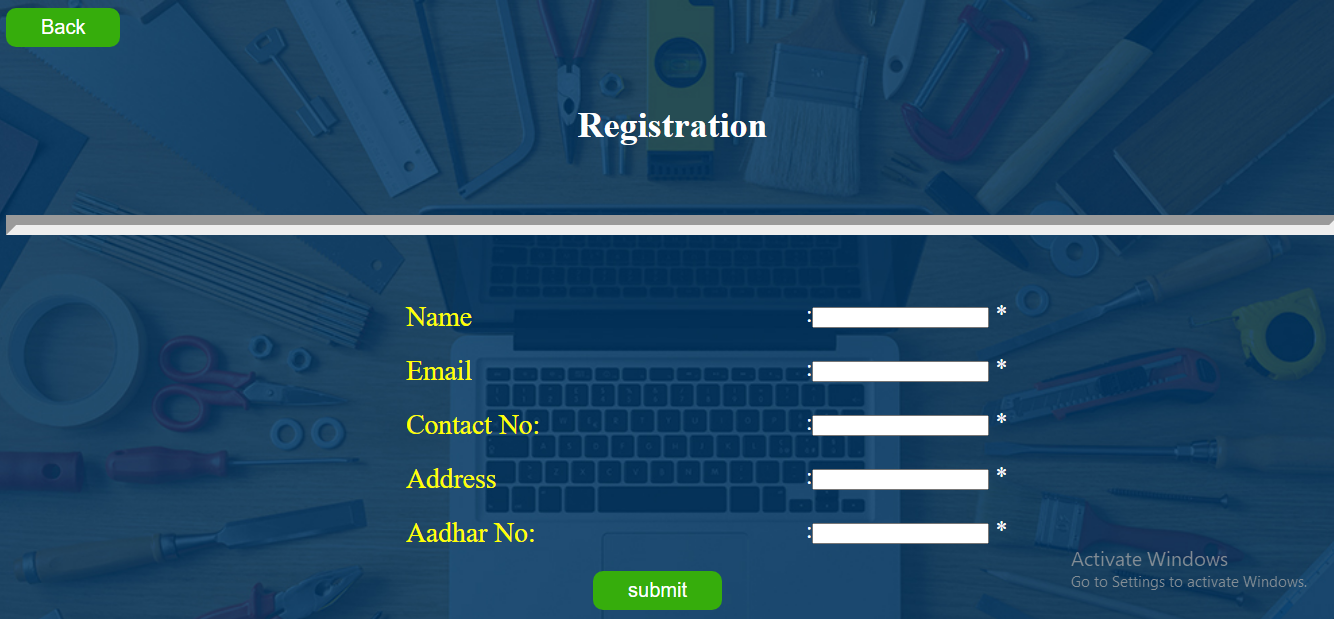 Back
Registration
Name : *
Email : *
Contact No: : *
Address : *
Aadhar No: : *
submit
Activate Windows
Go to Settings to activate Windows.